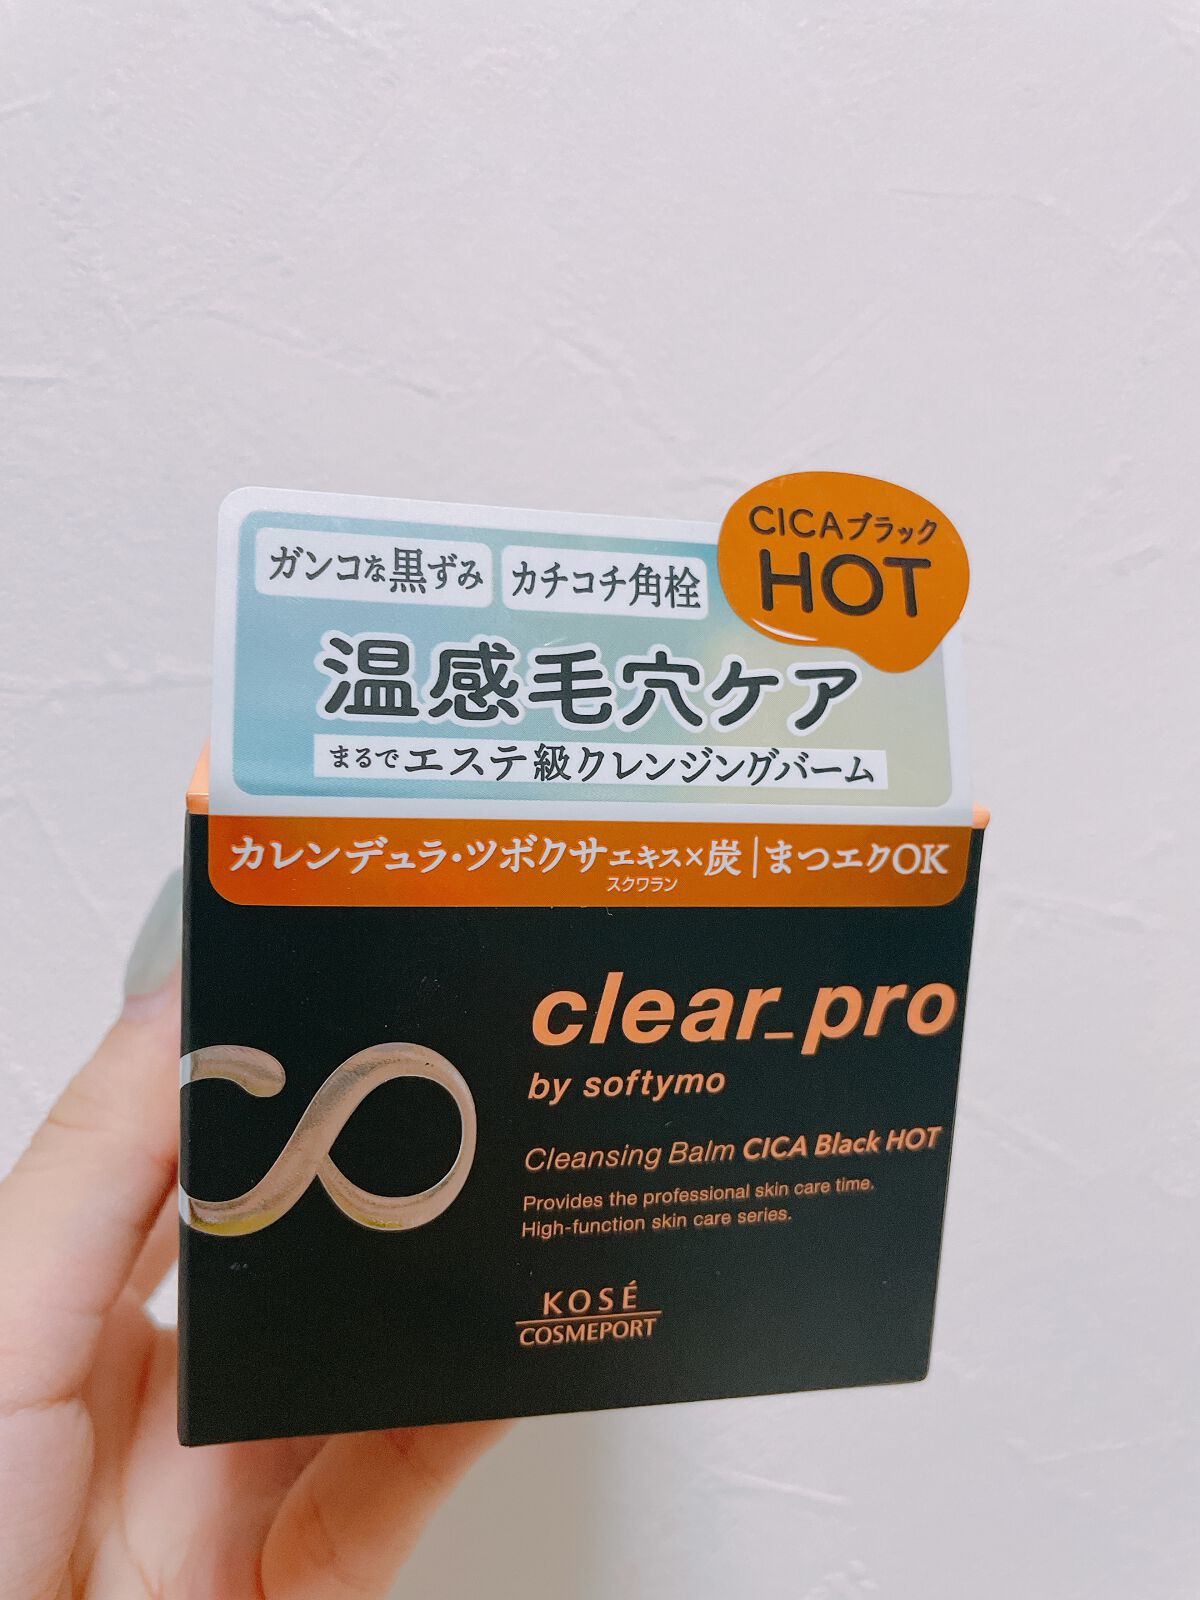 CICAブラック
HOT
ガンコな黒ずみ
カチコチ角栓
温感毛穴ケア
まるでエステ級クレンジングバーム
カレンデュラ・ツボクサエキス×炭|まつエクOK
スクワラン
clear_pro
by softymo
Cleansing Balm CICA Black HOT
Provides the professional skin care time.
High-function skin care series.
KOSÉ
COSMEPORT